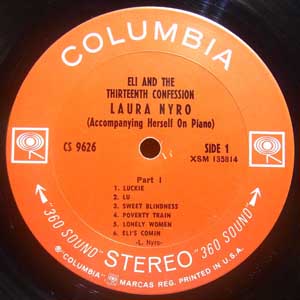 COLUMBIA
ELI AND THE
THIRTEENTH CONFESSION
LAURA NYRO
(Accompanying Herself On Piano)
CS 9626
SIDE 1
XSM 135814
Part I
1. LUCKIE
2. LU
3. SWEET BLINDNESS
4. POVERTY TRAIN
5. LONELY WOMEN
6. ELI'S COMIN
-L. Nyro-
"360 SOUND" STEREO "360 SOUND"
® "COLUMBIA", MARCAS REG. PRINTED IN U.S.A.